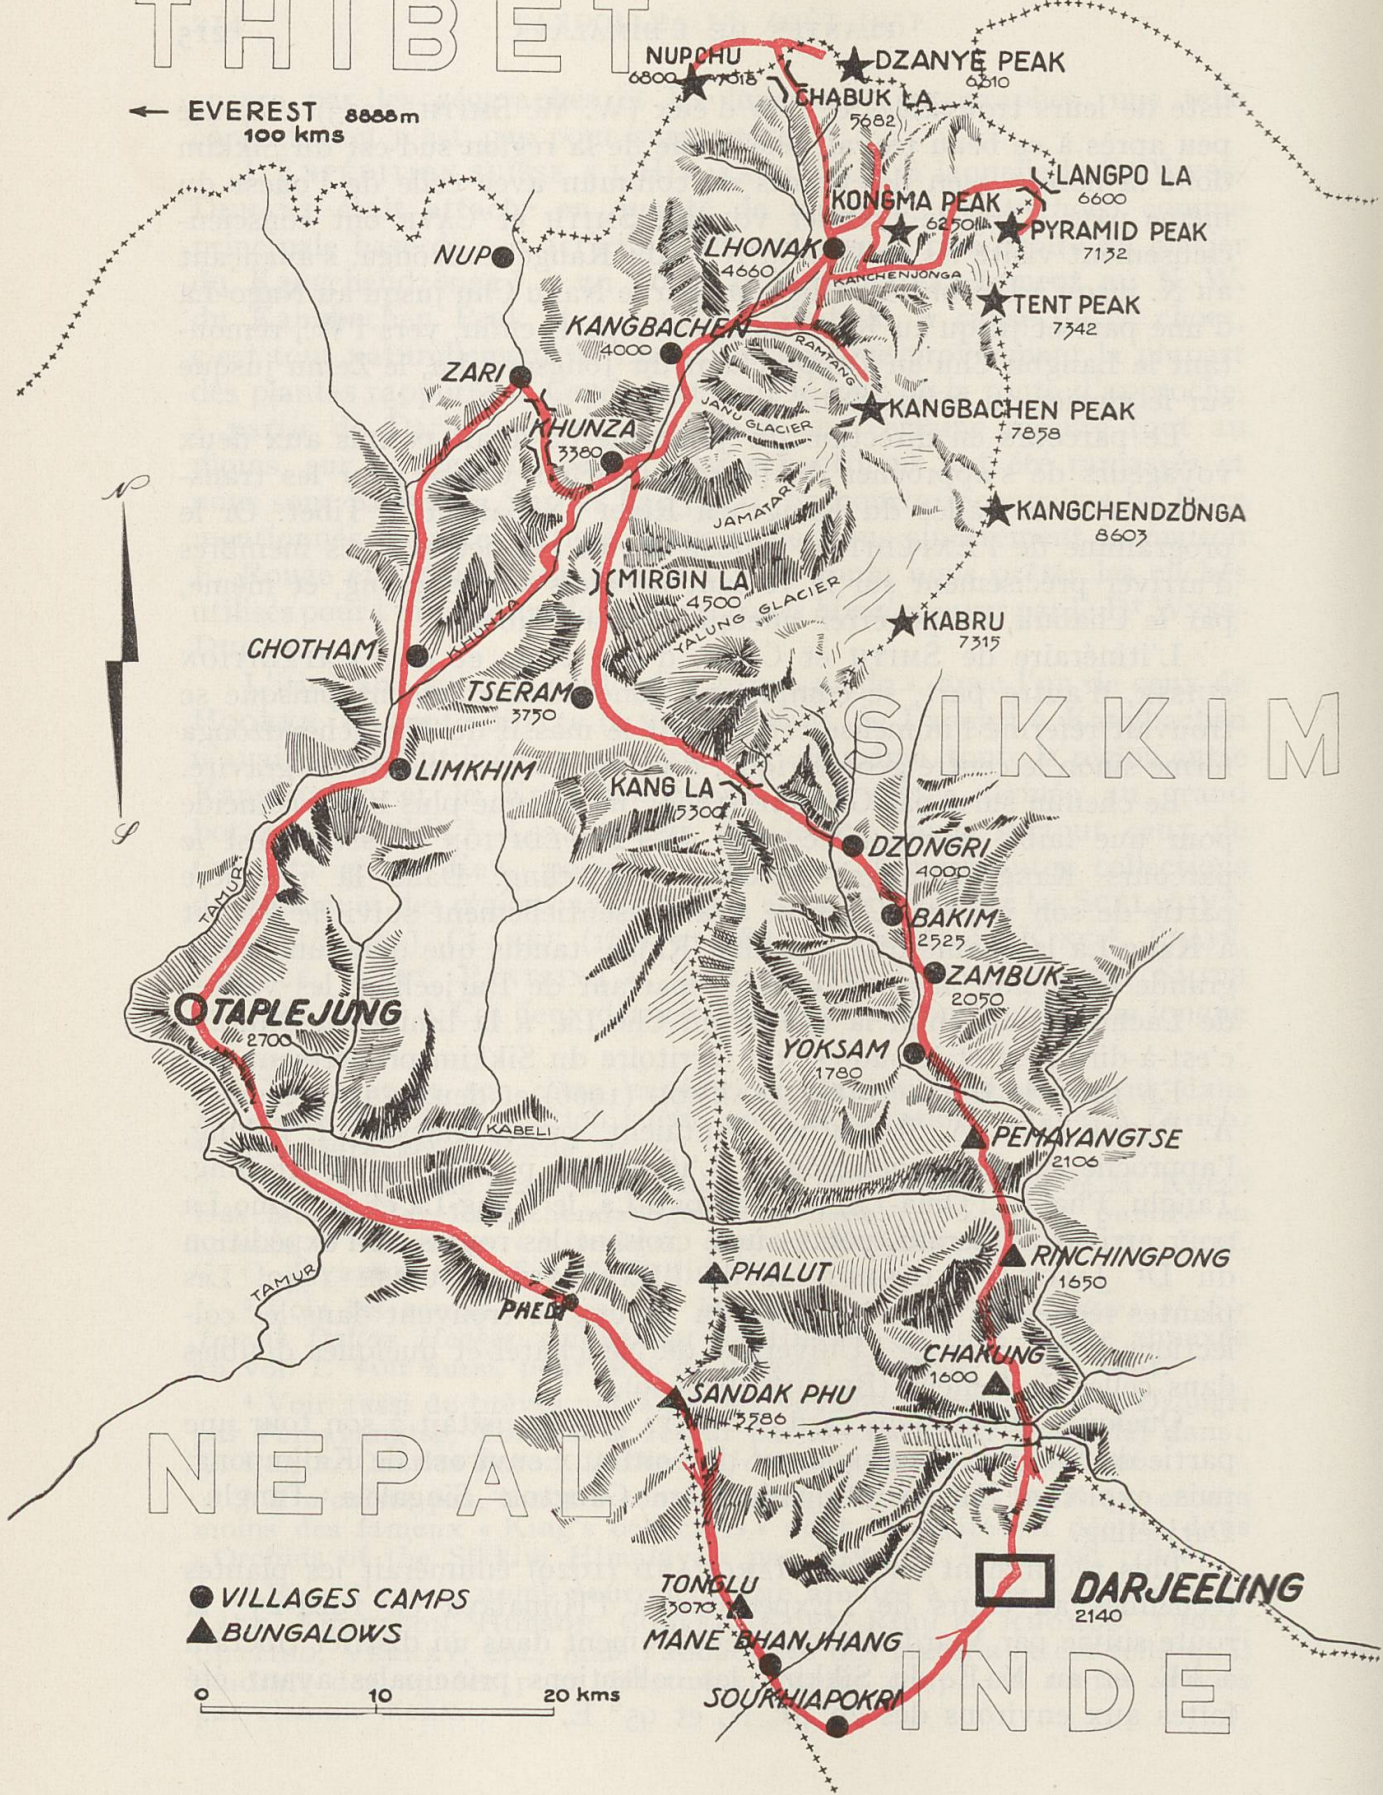 THIBET
NUPCHU
6800
7018
DZANYE PEAK
6310
← EVEREST 8888m
100 kms
CHABUK LA
5682
LANGPO LA
6600
KONGMA PEAK
6250
PYRAMID PEAK
7132
NUP
LHONAK
4660
KANCHENJONGA
TENT PEAK
7342
KANGBACHEN
4000
RAMTANG
ZARI
JANU GLACIER
KANGBACHEN PEAK
7858
KHUNZA
3380
N
JAMATARI
KANGCHENDZÖNGA
8603
MIRGIN LA
4500
YALUNG GLACIER
KHUNZA
KABRU
7315
CHOTHAM
TSERAM
3750
SIKKIM
LIMKHIM
KANG LA
5300
S
DZONGRI
4000
TAMUR
BAKIM
2525
ZAMBUK
2050
TAPLEJUNG
2700
YOKSAM
1780
KABELI
PEMAYANGTSE
2106
TAMUR
PHALUT
RINCHINGPONG
1650
PHEDI
CHAKUNG
1600
SANDAK PHU
3586
NEPAL
VILLAGES CAMPS
BUNGALOWS
TONGLU
3070
DARJEELING
2140
MANE BHANJHANG
0 10 20 kms
SOUKHIAPOKRI
INDE